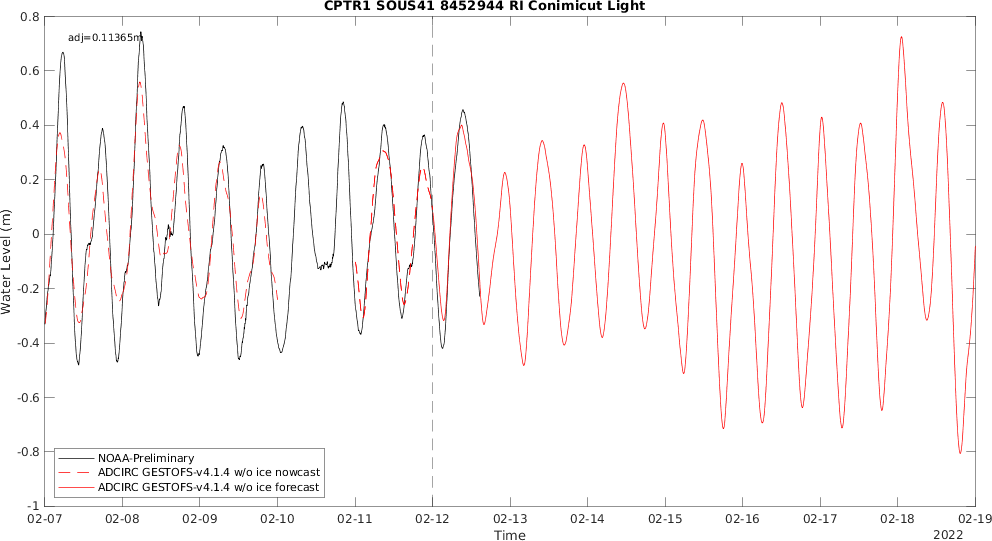 CPTR1 SOUS41 8452944 RI Conimicut Light
adj=0.11365m
Water Level (m)
0.8
0.6
0.4
0.2
0
-0.2
-0.4
-0.6
-0.8
-1
NOAA-Preliminary
ADCIRC GESTOFS-v4.1.4 w/o ice nowcast
ADCIRC GESTOFS-v4.1.4 w/o ice forecast
02-07 02-08 02-09 02-10 02-11 02-12 02-13 02-14 02-15 02-16 02-17 02-18 02-19
Time
2022